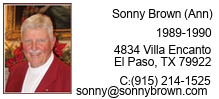 Sonny Brown (Ann)
1989-1990
4834 Villa Encanto
El Paso, TX 79922
C:(915) 214-1525
sonny@sonnybrown.com